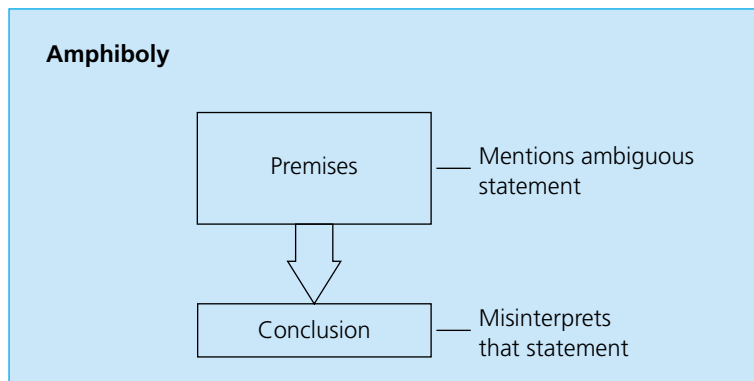 Amphiboly
Premises
Mentions ambiguous
statement
Conclusion
Misinterprets
that statement